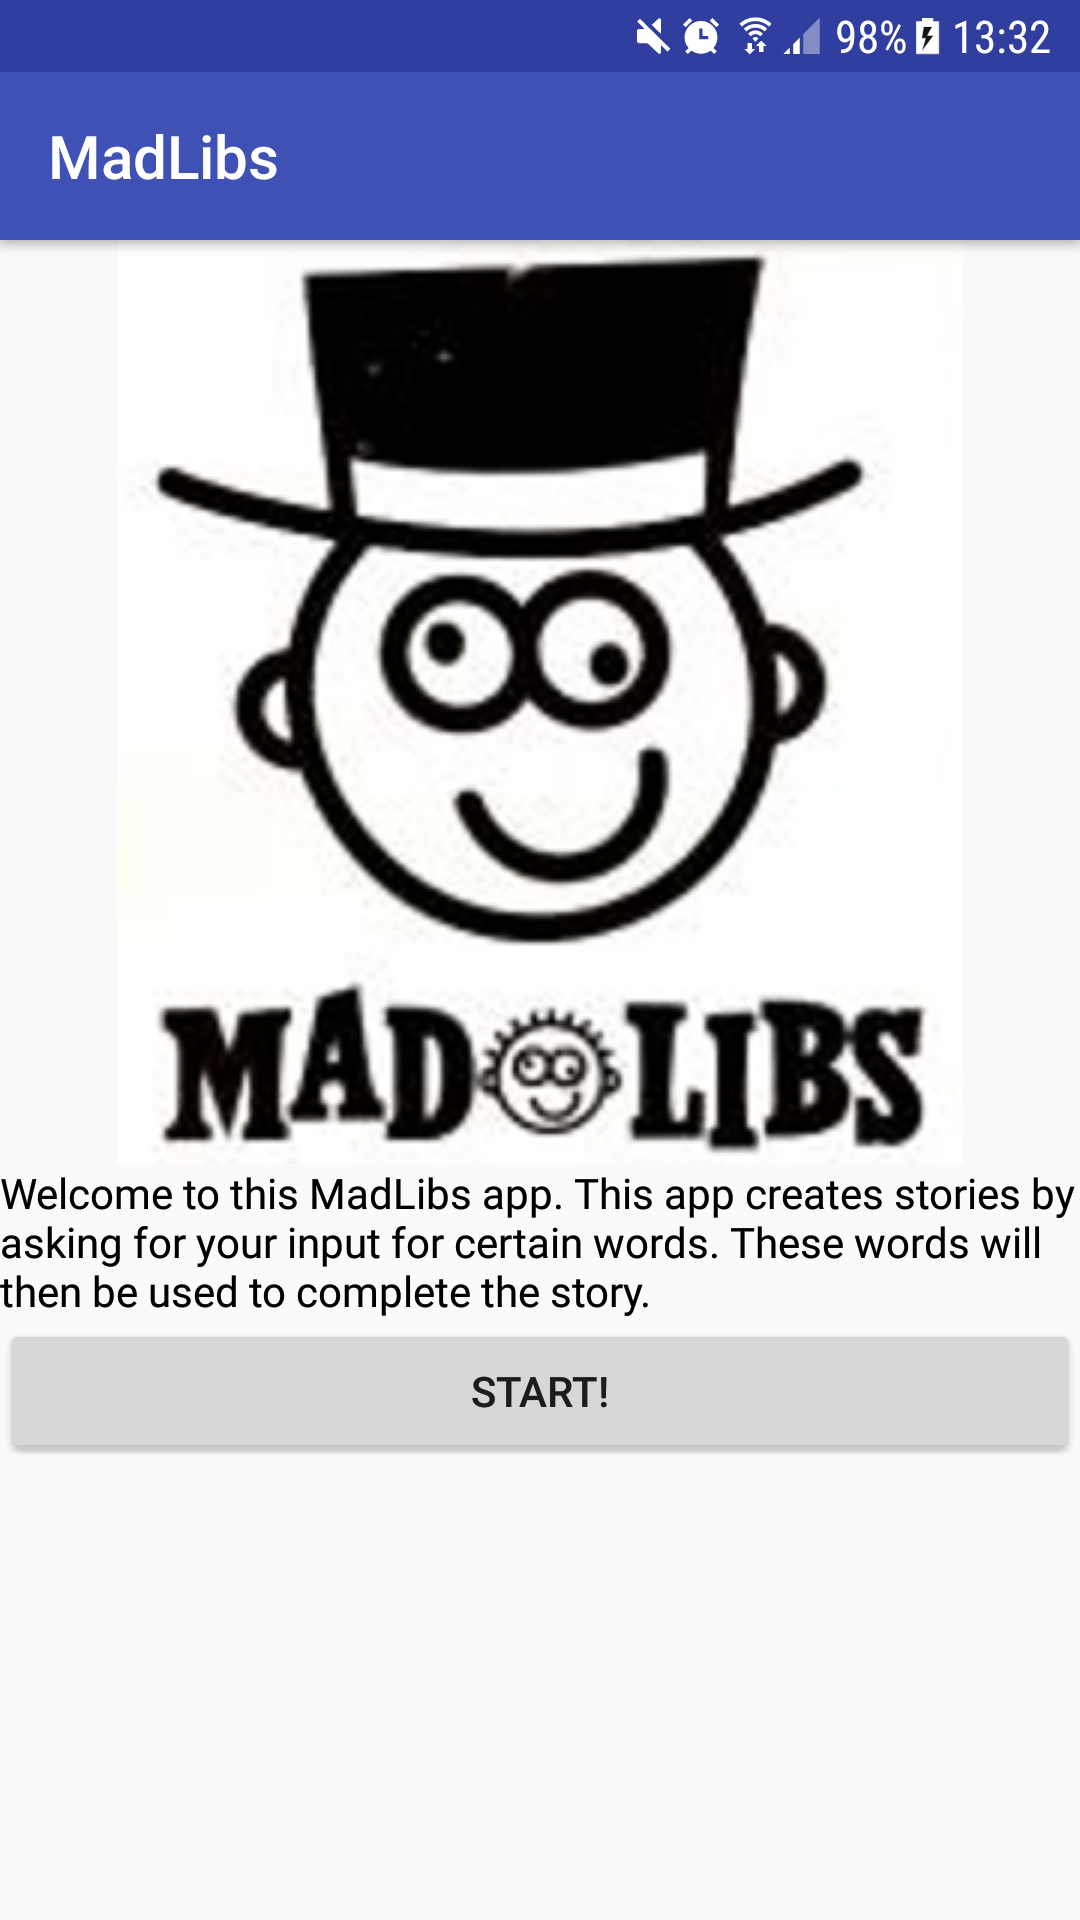 98% 13:32
MadLibs
MAD LIBS
Welcome to this MadLibs app. This app creates stories by
asking for your input for certain words. These words will
then be used to complete the story.
START!